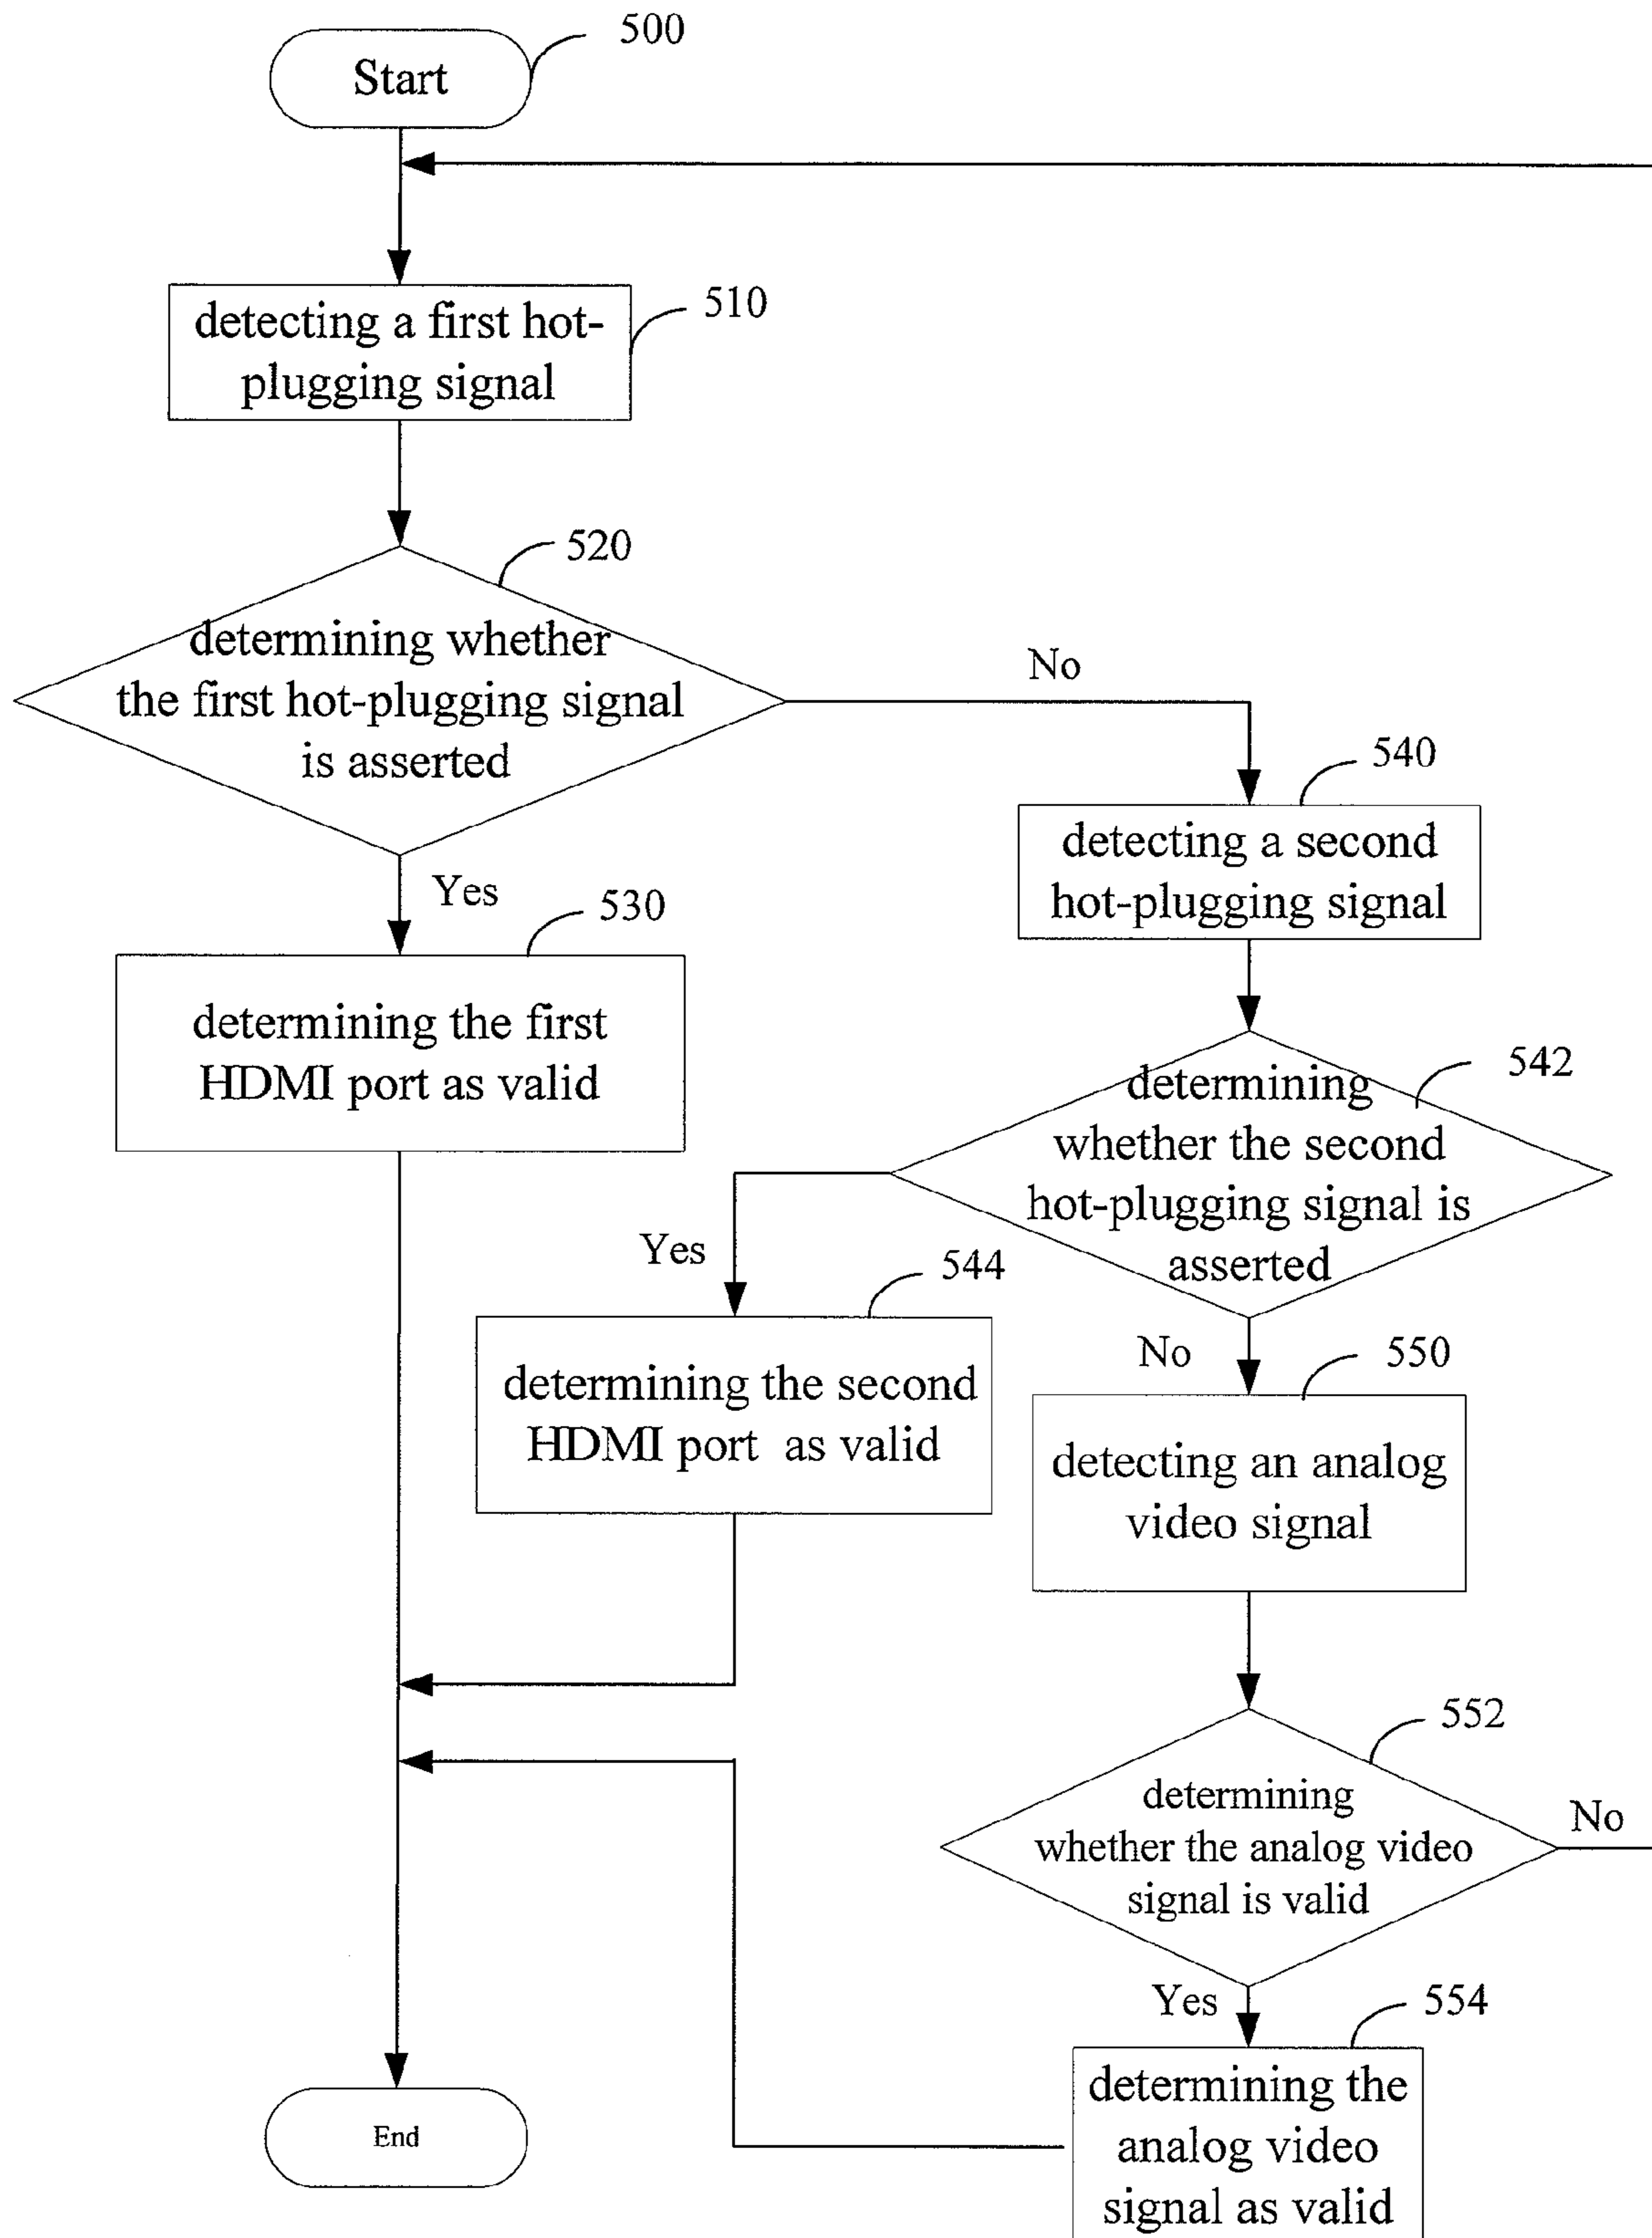 500
Start
510
detecting a first hot-
plugging signal
520
determining whether
the first hot-plugging signal
is asserted
No
Yes
530
determining the first
HDMI port as valid
540
detecting a second
hot-plugging signal
542
determining
whether the second
hot-plugging signal is
asserted
Yes
544
determining the second
HDMI port as valid
No
550
detecting an analog
video signal
552
determining
whether the analog video
signal is valid
No
Yes
554
determining the
analog video
signal as valid
End